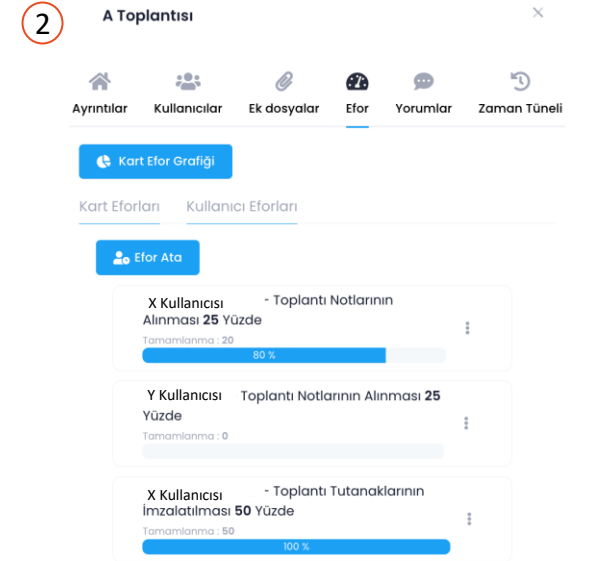 2
A Toplantısı
Ayrıntılar Kullanıcılar Ek dosyalar Efor Yorumlar Zaman Tüneli
Kart Efor Grafiği
Kart Eforları Kullanıcı Eforları
Efor Ata
X Kullanıcısı - Toplantı Notlarının
Alınması 25 Yüzde
Tamamlanma : 20
80 %
Y Kullanıcısı Toplantı Notlarının Alınması 25
Yüzde
Tamamlanma : 0
X Kullanıcısı - Toplantı Tutanaklarının
İmzalatılması 50 Yüzde
Tamamlanma : 50
100 %